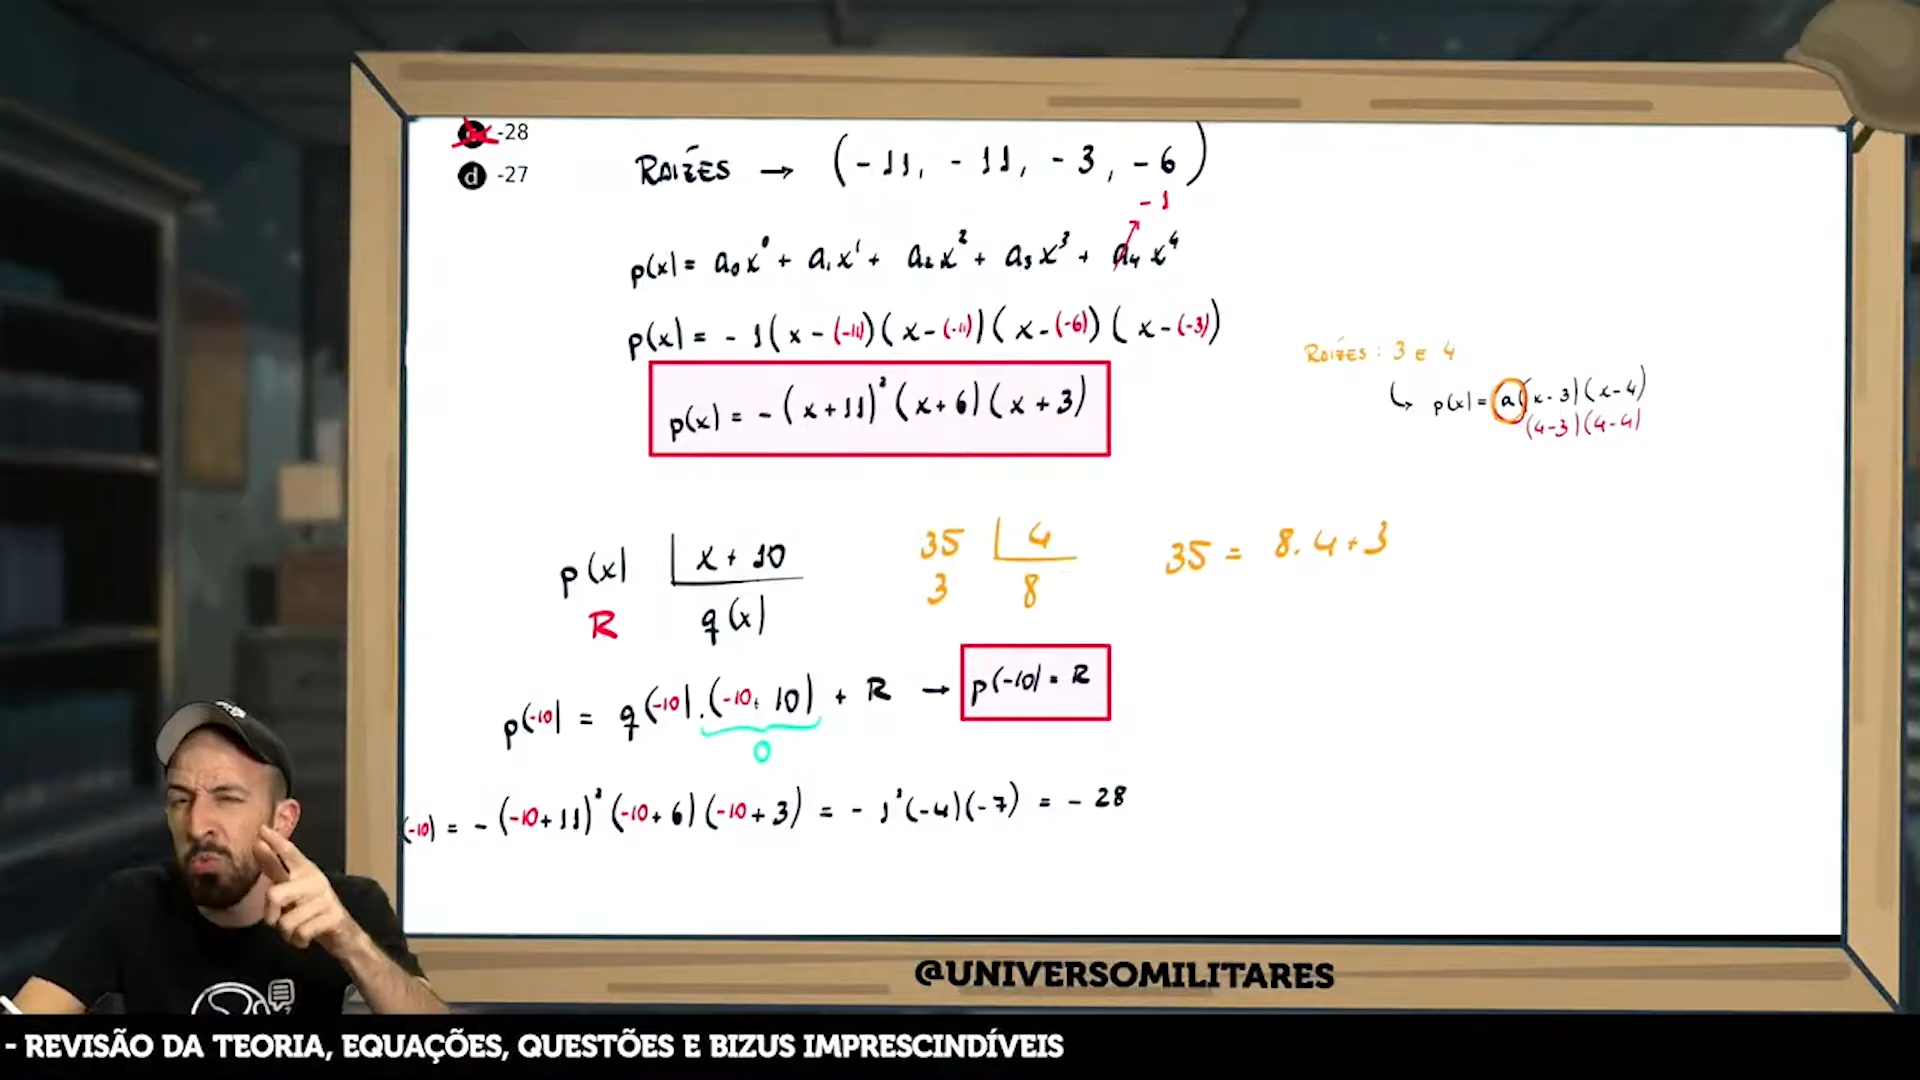 -28
d -27
RAÍZES → (-11, -11, -3, -6)
-1
p(x) = a₀x⁰ + a₁x¹ + a₂x² + a₃x³ + a₄x⁴
p(x) = -1(x-(-11))(x-(-11))(x-(-6))(x-(-3))
p(x) = -(x+11)²(x+6)(x+3)
RAÍZES: 3 E 4
↳ p(x) = a(x-3)(x-4)
(4-3)(4-4)
p(x) | x + 10
R q(x)
35 | 4
3 8
35 = 8.4+3
p(-10) = q(-10).(-10+10) + R → p(-10) = R
0
(-10) = -(-10+11)²(-10+6)(-10+3) = -1²(-4)(-7) = -28
@UNIVERSOMILITARES
- REVISÃO DA TEORIA, EQUAÇÕES, QUESTÕES E BIZUS IMPRESCINDÍVEIS